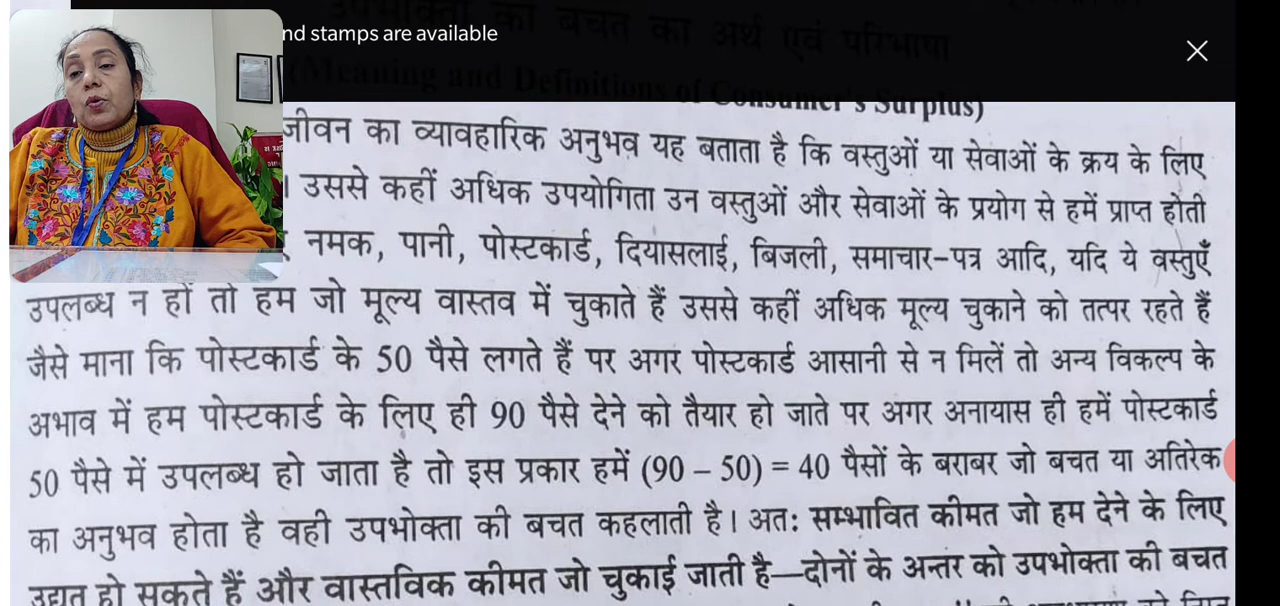 उपभोक्ता की बचत का अर्थ एवं परिभाषा
nd stamps are available
(Meaning and Definitions of Consumer's Surplus)
जीवन का व्यावहारिक अनुभव यह बताता है कि वस्तुओं या सेवाओं के क्रय के लिए
। उससे कहीं अधिक उपयोगिता उन वस्तुओं और सेवाओं के प्रयोग से हमें प्राप्त होती
नमक, पानी, पोस्टकार्ड, दियासलाई, बिजली, समाचार-पत्र आदि, यदि ये वस्तुएँ
उपलब्ध न हों तो हम जो मूल्य वास्तव में चुकाते हैं उससे कहीं अधिक मूल्य चुकाने को तत्पर रहते हैं
जैसे माना कि पोस्टकार्ड के 50 पैसे लगते हैं पर अगर पोस्टकार्ड आसानी से न मिलें तो अन्य विकल्प के
अभाव में हम पोस्टकार्ड के लिए ही 90 पैसे देने को तैयार हो जाते पर अगर अनायास ही हमें पोस्टकार्ड
50 पैसे में उपलब्ध हो जाता है तो इस प्रकार हमें (90 – 50) = 40 पैसों के बराबर जो बचत या अतिरेक
का अनुभव होता है वही उपभोक्ता की बचत कहलाती है। अतः सम्भावित कीमत जो हम देने के लिए
उद्यत हो सकते हैं और वास्तविक कीमत जो चुकाई जाती है—दोनों के अन्तर को उपभोक्ता की बचत